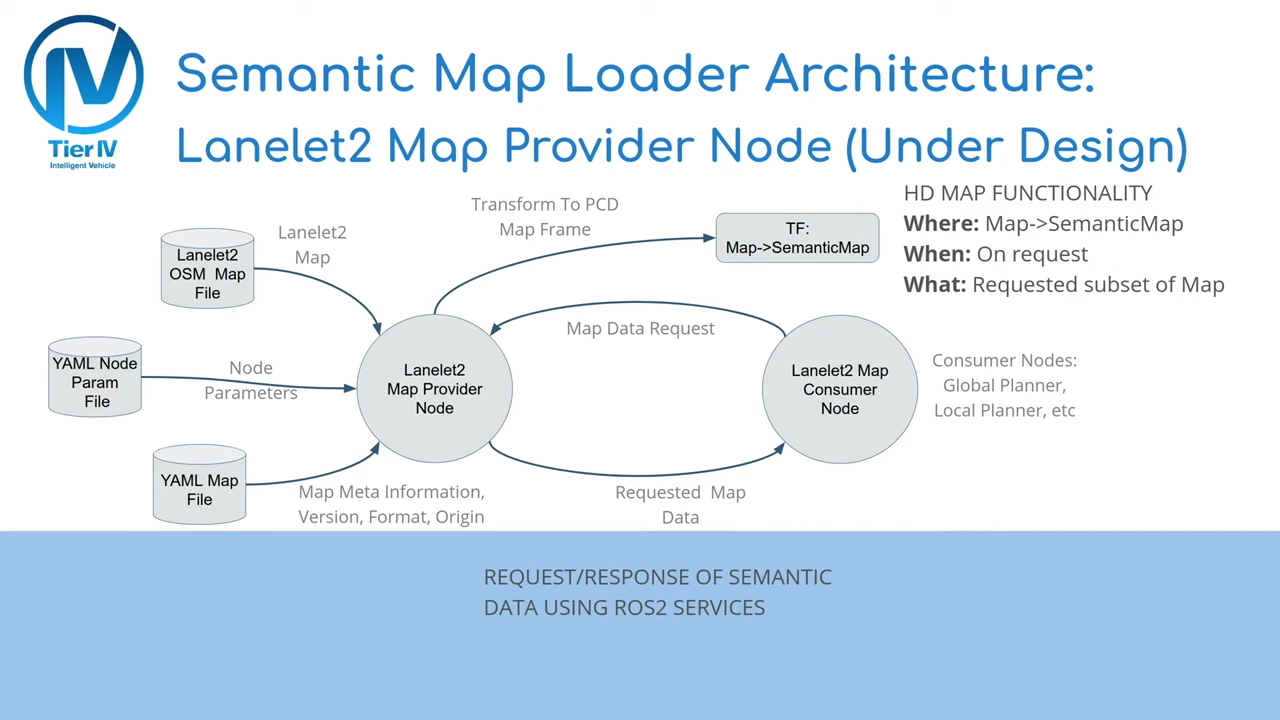 Tier IV
Intelligent Vehicle
Semantic Map Loader Architecture:
Lanelet2 Map Provider Node (Under Design)
HD MAP FUNCTIONALITY
Where: Map->SemanticMap
When: On request
What: Requested subset of Map
Transform To PCD
Map Frame
TF:
Map->SemanticMap
Lanelet2
Map
Lanelet2
OSM Map
File
Map Data Request
YAML Node
Param
File
Node
Parameters
Lanelet2
Map Provider
Node
Lanelet2 Map
Consumer
Node
Consumer Nodes:
Global Planner,
Local Planner, etc
YAML Map
File
Map Meta Information,
Version, Format, Origin
Requested Map
Data
REQUEST/RESPONSE OF SEMANTIC
DATA USING ROS2 SERVICES